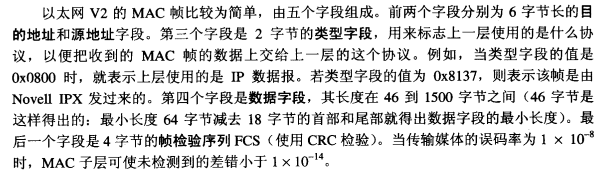 以太网 V2 的 MAC 帧比较为简单，由五个字段组成。前两个字段分别为 6 字节长的目
的地址和源地址字段。第三个字段是 2 字节的类型字段，用来标志上一层使用的是什么协
议，以便把收到的 MAC 帧的数据上交给上一层的这个协议。例如，当类型字段的值是
0x0800 时，就表示上层使用的是 IP 数据报。若类型字段的值为 0x8137，则表示该帧是由
Novell IPX 发过来的。第四个字段是数据字段，其长度在 46 到 1500 字节之间（46 字节是
这样得出的：最小长度 64 字节减去 18 字节的首部和尾部就得出数据字段的最小长度）。最
后一个字段是 4 字节的帧检验序列 FCS（使用 CRC 检验）。当传输媒体的误码率为 1 × 10⁻⁸
时，MAC 子层可使未检测到的差错小于 1 × 10⁻¹⁴。